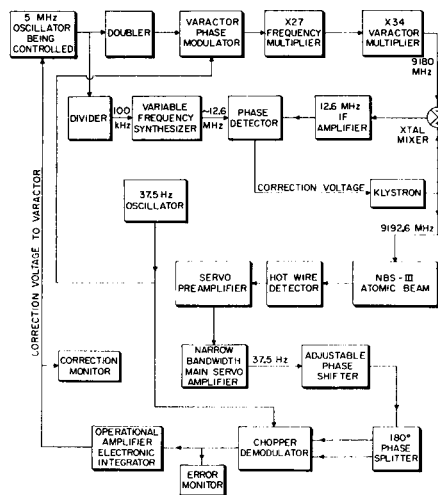 5 MHz
OSCILLATOR
BEING
CONTROLLED
DOUBLER
VARACTOR
PHASE
MODULATOR
X27
FREQUENCY
MULTIPLIER
X34
VARACTOR
MULTIPLIER
9180
MHz
DIVIDER
100
kHz
VARIABLE
FREQUENCY
SYNTHESIZER
~12.6
MHz
PHASE
DETECTOR
12.6 MHz
IF
AMPLIFIER
XTAL
MIXER
CORRECTION VOLTAGE
KLYSTRON
37.5 Hz
OSCILLATOR
9192.6 MHz
CORRECTION VOLTAGE TO VARACTOR
SERVO
PREAMPLIFIER
HOT WIRE
DETECTOR
NBS-III
ATOMIC BEAM
CORRECTION
MONITOR
NARROW
BANDWIDTH
MAIN SERVO
AMPLIFIER
37.5 Hz
ADJUSTABLE
PHASE
SHIFTER
OPERATIONAL
AMPLIFIER
ELECTRONIC
INTEGRATOR
CHOPPER
DEMODULATOR
180°
PHASE
SPLITTER
ERROR
MONITOR